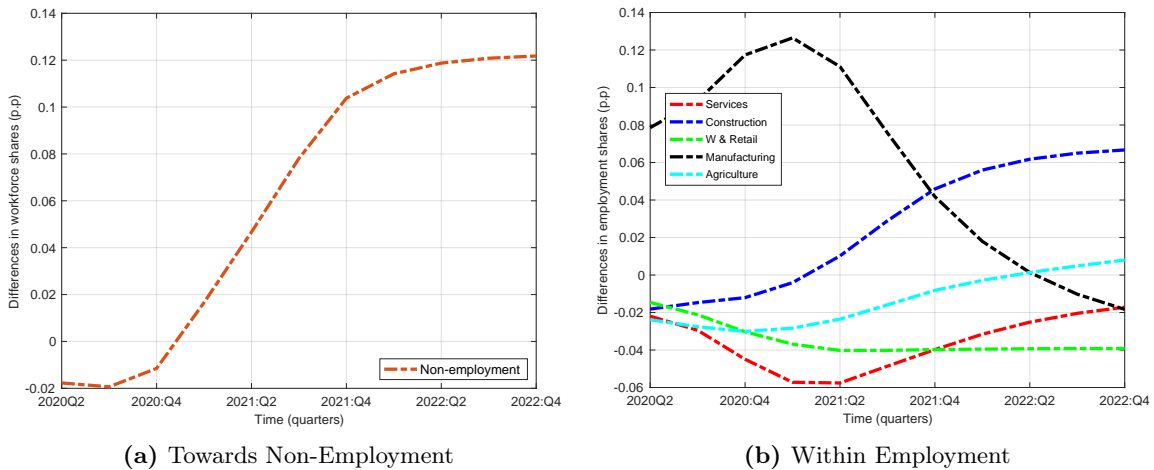 0.14
0.12
0.1
0.08
0.06
0.04
0.02
0
-0.02
Differences in workforce shares (p.p)
Non-employment
2020Q2
2020:Q4
2021:Q2
2021:Q4
2022:Q2
2022:Q4
Time (quarters)
(a) Towards Non-Employment
0.14
0.12
0.1
0.08
0.06
0.04
0.02
0
-0.02
-0.04
-0.06
Differences in employment shares (p.p)
Services
Construction
W & Retail
Manufacturing
Agriculture
2020Q2
2020:Q4
2021:Q2
2021:Q4
2022:Q2
2022:Q4
Time (quarters)
(b) Within Employment